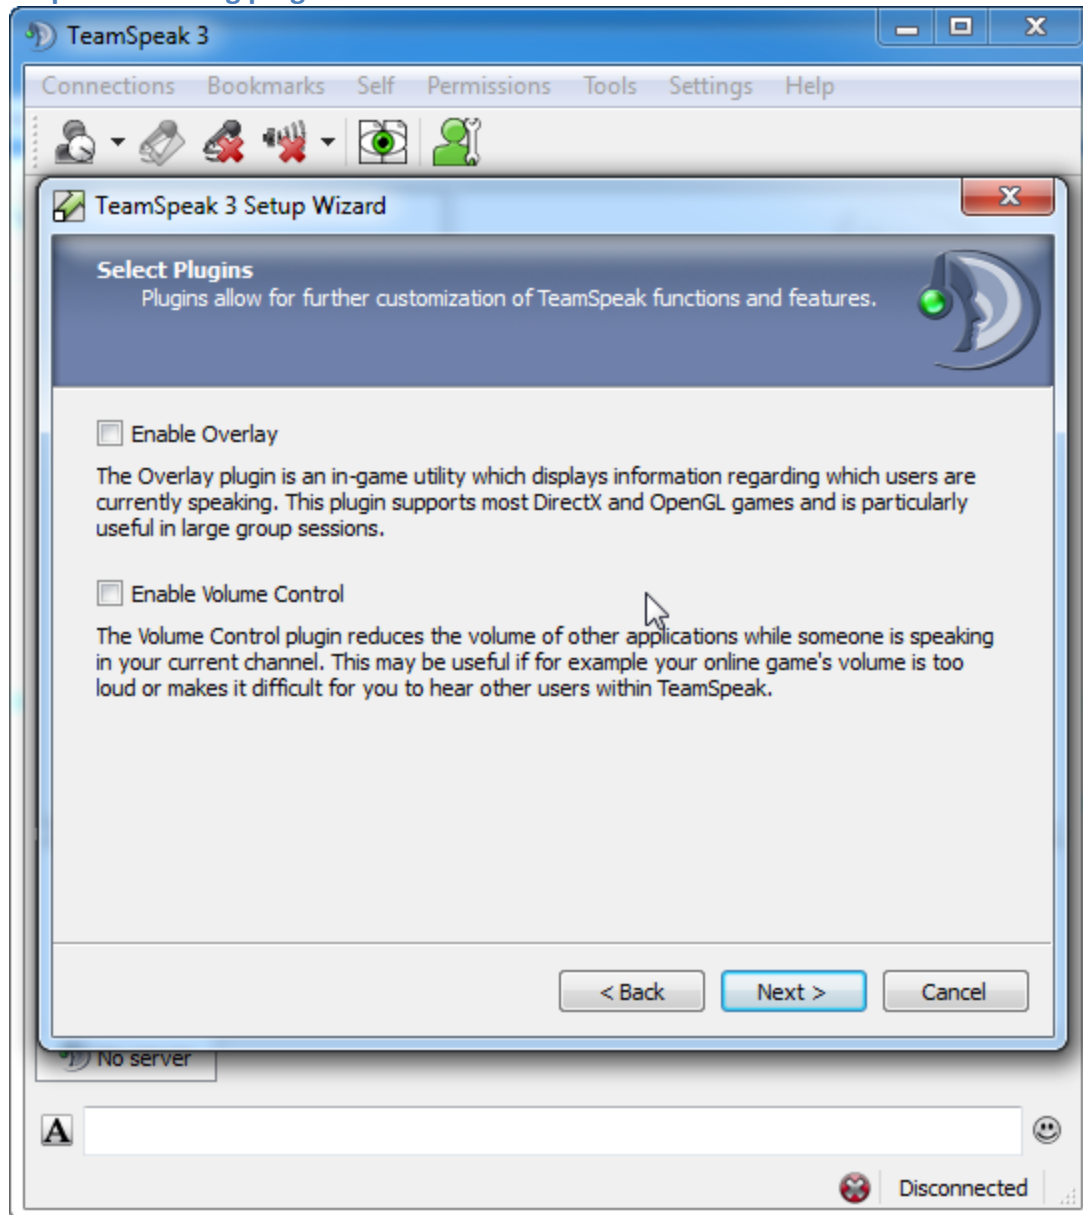 TeamSpeak 3
Connections Bookmarks Self Permissions Tools Settings Help
TeamSpeak 3 Setup Wizard
Select Plugins
Plugins allow for further customization of TeamSpeak functions and features.
Enable Overlay
The Overlay plugin is an in-game utility which displays information regarding which users are
currently speaking. This plugin supports most DirectX and OpenGL games and is particularly
useful in large group sessions.
Enable Volume Control
The Volume Control plugin reduces the volume of other applications while someone is speaking
in your current channel. This may be useful if for example your online game's volume is too
loud or makes it difficult for you to hear other users within TeamSpeak.
< Back Next > Cancel
No server
A
Disconnected